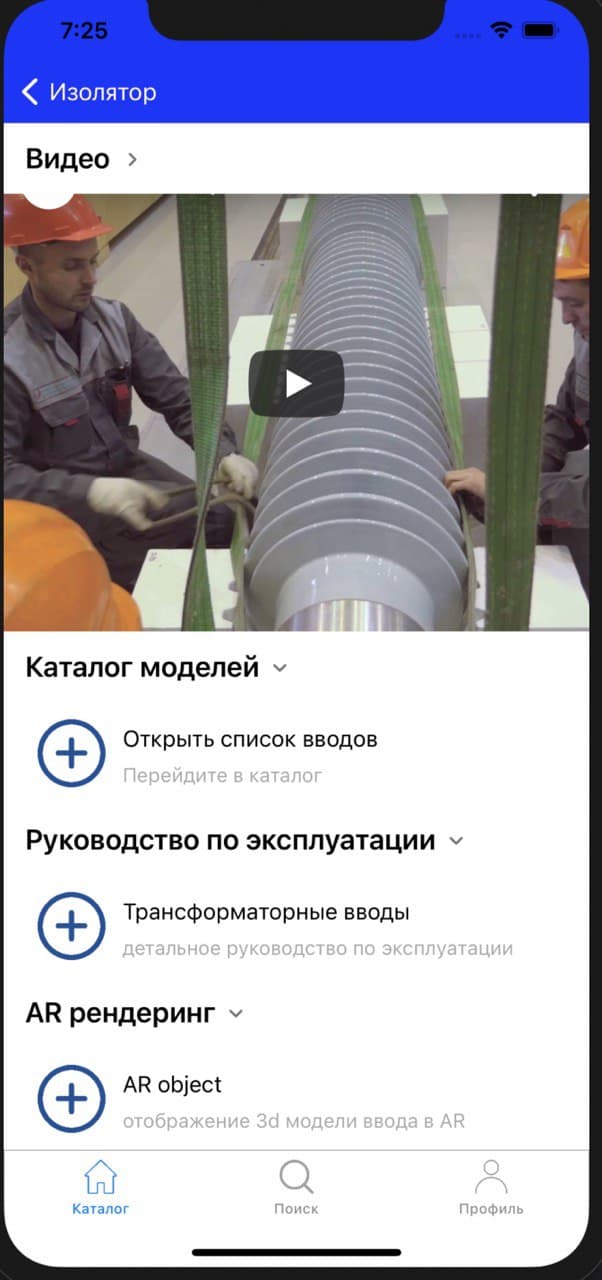 7:25
Изолятор
Видео
Каталог моделей
Открыть список вводов
Перейдите в каталог
Руководство по эксплуатации
Трансформаторные вводы
детальное руководство по эксплуатации
AR рендеринг
AR object
отображение 3d модели ввода в AR
Каталог
Поиск
Профиль